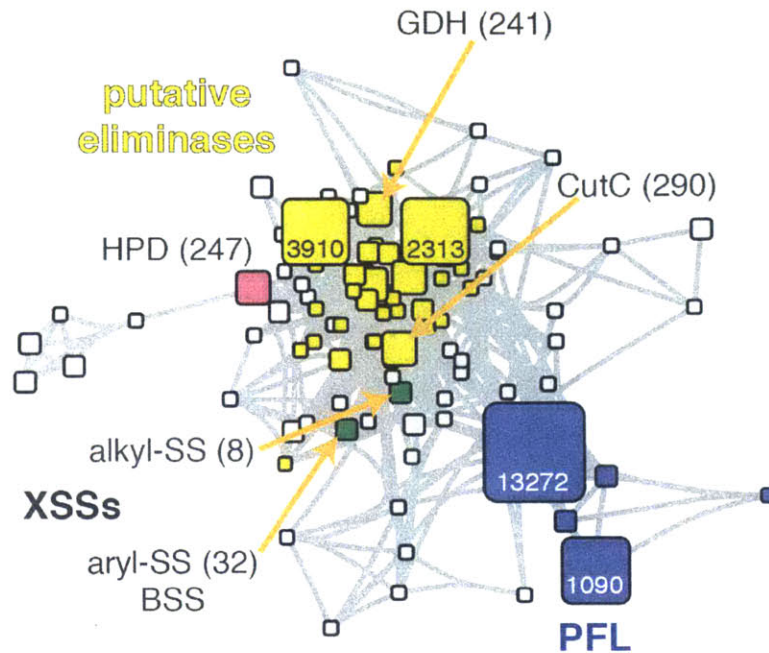 GDH (241)
putative
eliminases
CutC (290)
3910
2313
HPD (247)
alkyl-SS (8)
13272
XSSs
aryl-SS (32)
BSS
1090
PFL